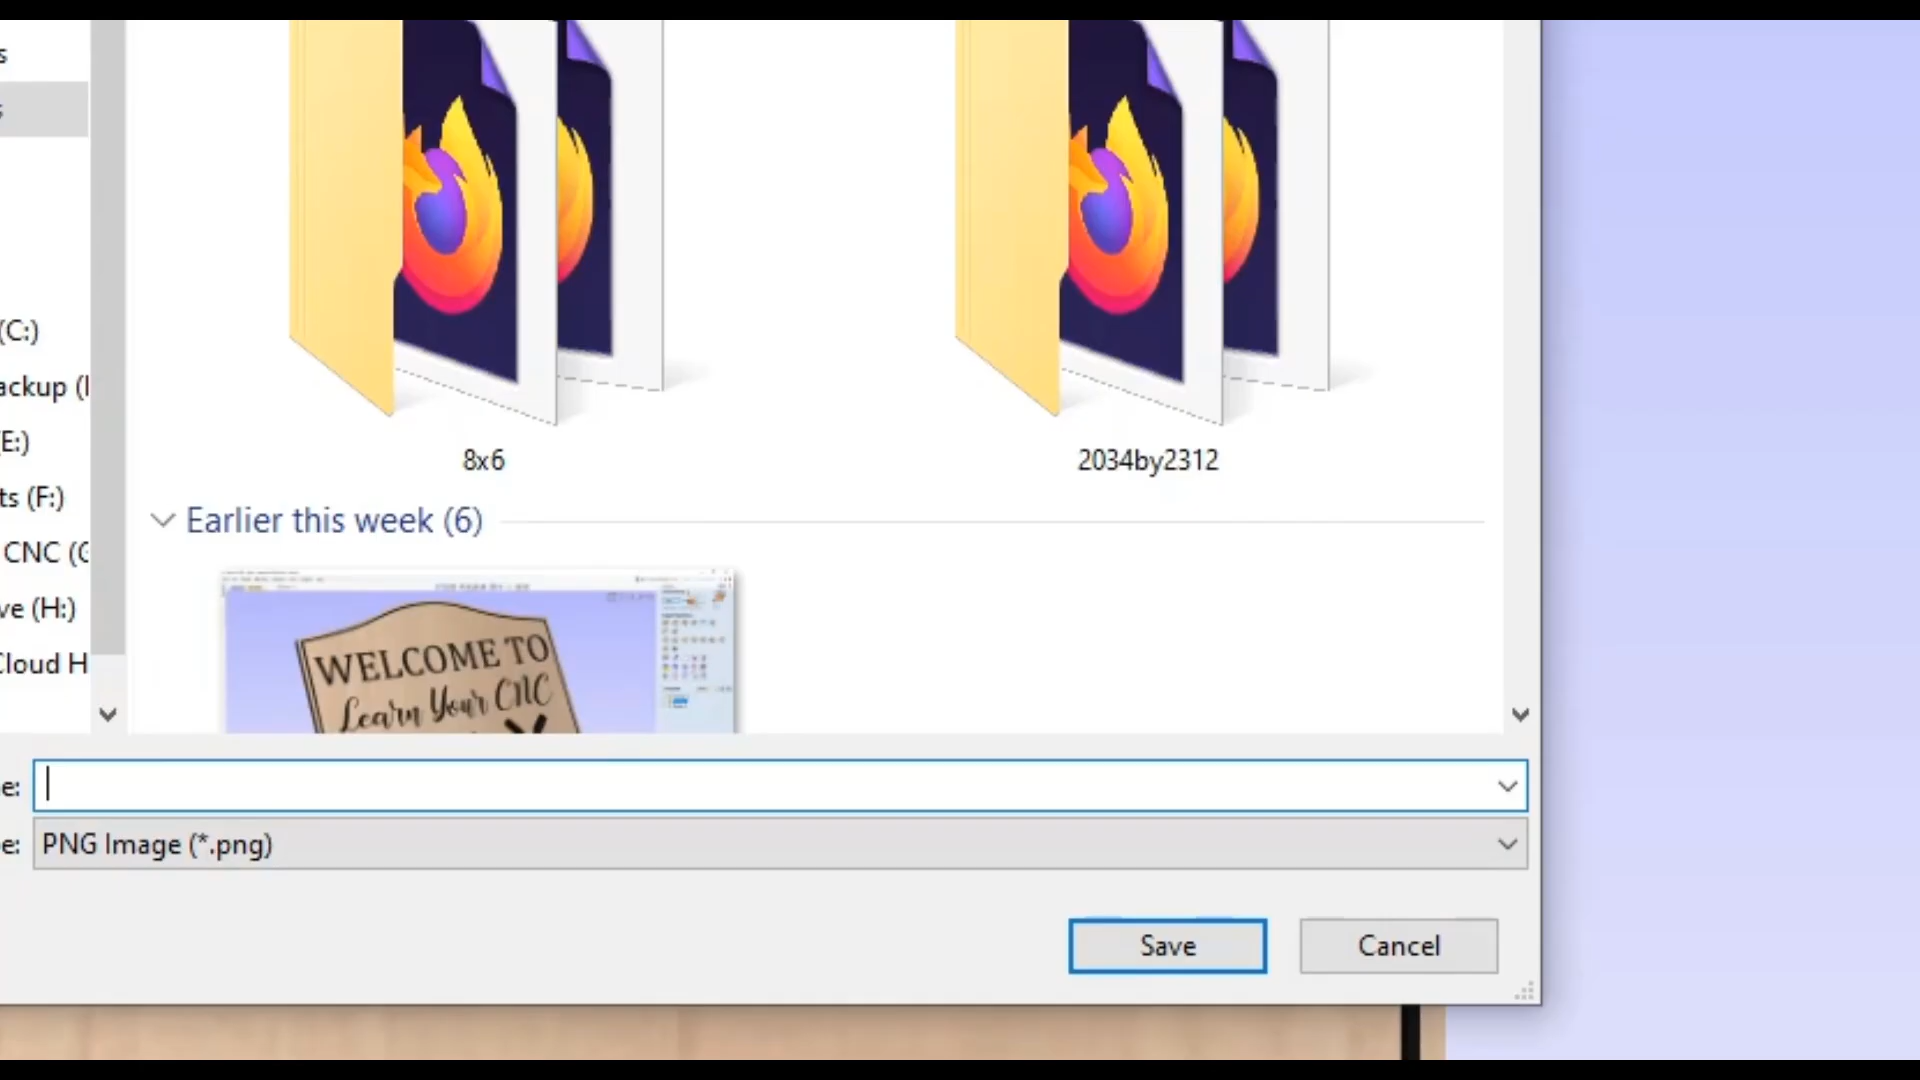 s
s
(C:)
ackup (
E:)
ts (F:)
CNC (
ve (H:)
Cloud H
8x6
2034by2312
Earlier this week (6)
WELCOME TO
Learn Your CNC
e:
e: PNG Image (*.png)
Save
Cancel